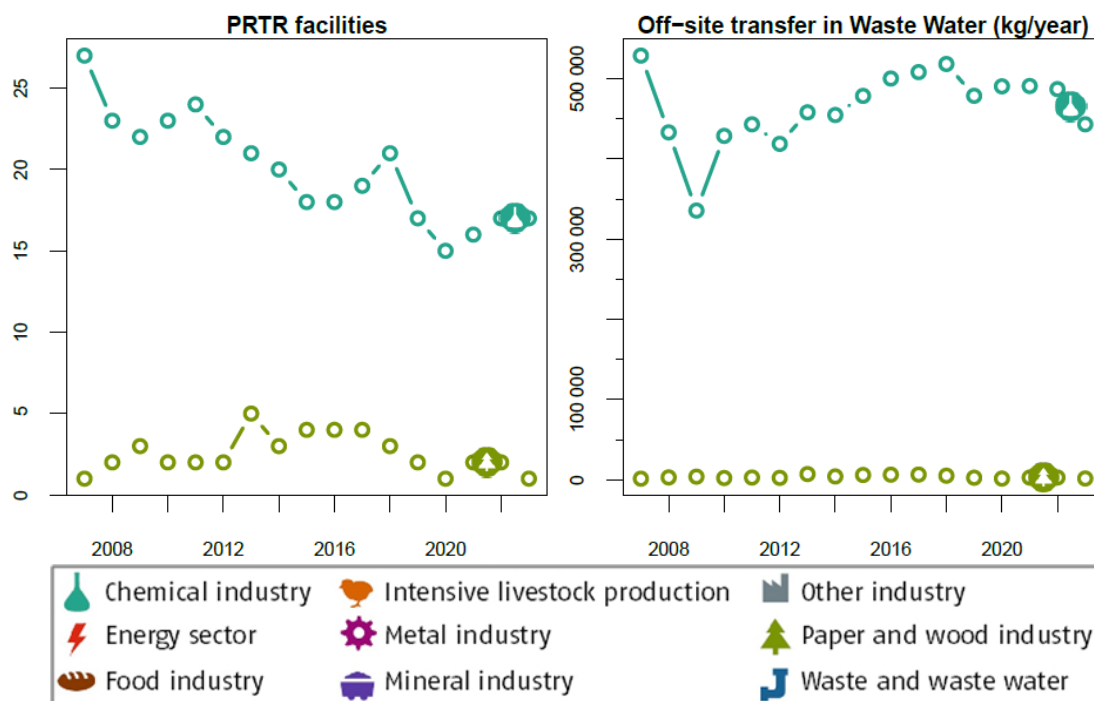 PRTR facilities
Off−site transfer in Waste Water (kg/year)
25
20
15
10
5
0
500 000
300 000
100 000
0
2008 2012 2016 2020
2008 2012 2016 2020
Chemical industry Intensive livestock production Other industry
Energy sector Metal industry Paper and wood industry
Food industry Mineral industry Waste and waste water